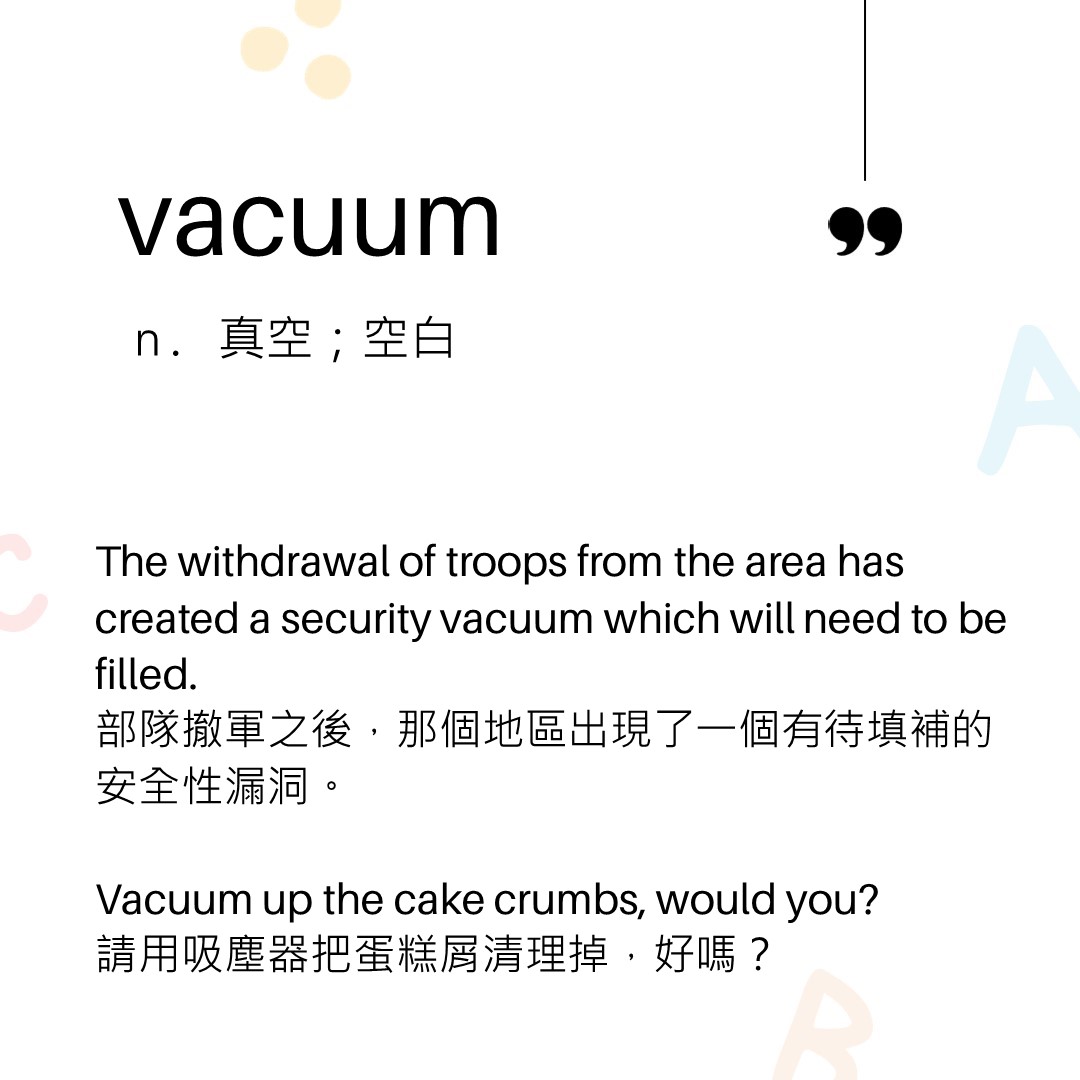 vacuum
”
n. 真空；空白
A
C
The withdrawal of troops from the area has
created a security vacuum which will need to be
filled.
部隊撤軍之後，那個地區出現了一個有待填補的
安全性漏洞。
Vacuum up the cake crumbs, would you?
請用吸塵器把蛋糕屑清理掉，好嗎？
B